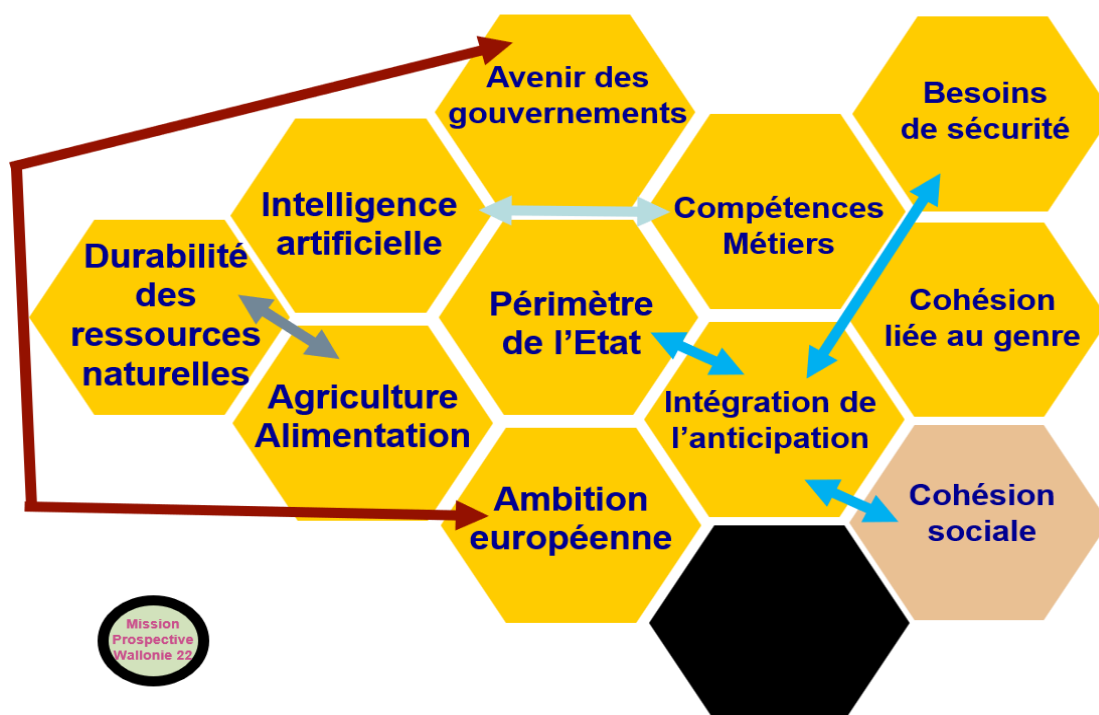 Avenir des
gouvernements
Besoins
de sécurité
Intelligence
artificielle
Compétences
Métiers
Durabilité
des
ressources
naturelles
Périmètre
de l’Etat
Cohésion
liée au genre
Agriculture
Alimentation
Intégration de
l’anticipation
Ambition
européenne
Cohésion
sociale
Mission
Prospective
Wallonie 22